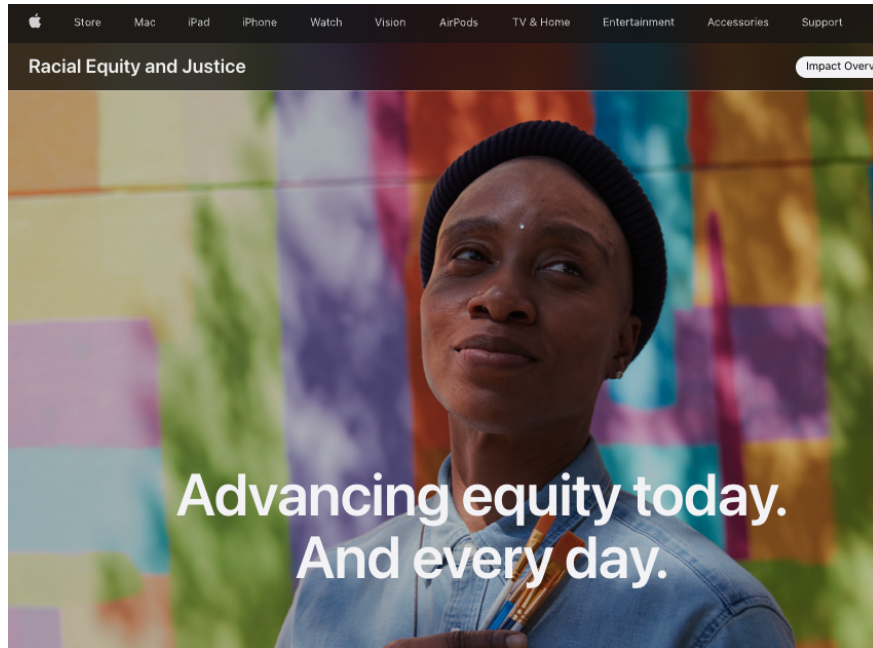 Store Mac iPad iPhone Watch Vision AirPods TV & Home Entertainment Accessories Support
Racial Equity and Justice Impact
Advancing equity today.
And every day.